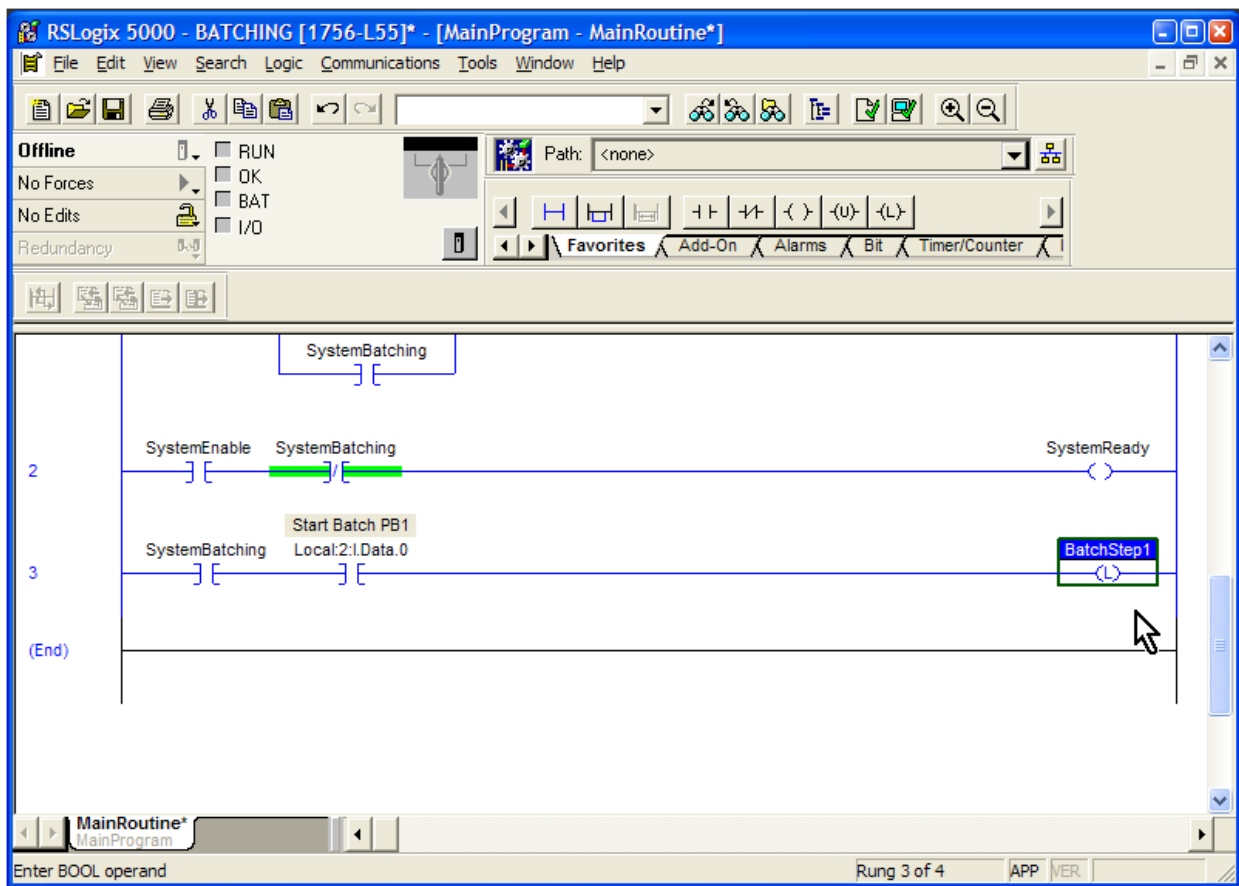 RSLogix 5000 - BATCHING [1756-L55]* - [MainProgram - MainRoutine*]
File Edit View Search Logic Communications Tools Window Help
Offline
RUN
Path: <none>
No Forces
OK
No Edits
BAT
I/O
Redundancy
(U) (L)
Favorites Add-On Alarms Bit Timer/Counter
SystemBatching
SystemEnable SystemBatching SystemReady
2
Start Batch PB1
SystemBatching Local:2:I.Data.0 BatchStep1
3 (L)
(End)
MainRoutine*
MainProgram
Enter BOOL operand Rung 3 of 4 APP VER